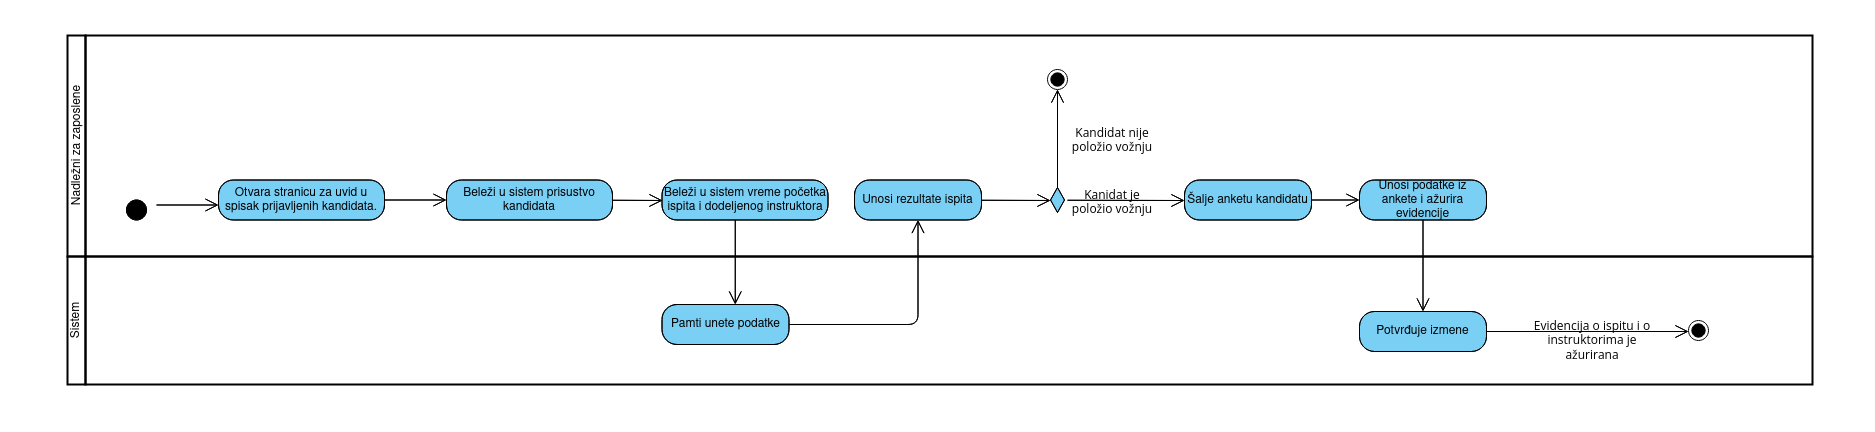 Nadležni za zaposlene
Otvara stranicu za uvid u
spisak prijavljenih kandidata.
Beleži u sistem prisustvo
kandidata
Beleži u sistem vreme početka
ispita i dodeljenog instruktora
Unosi rezultate ispita
Kandidat nije
položio vožnju
Kanidat je
položio vožnju
Šalje anketu kandidatu
Unosi podatke iz
ankete i ažurira
evidencije
Sistem
Pamti unete podatke
Potvrđuje izmene
Evidencija o ispitu i o
instruktorima je
ažurirana